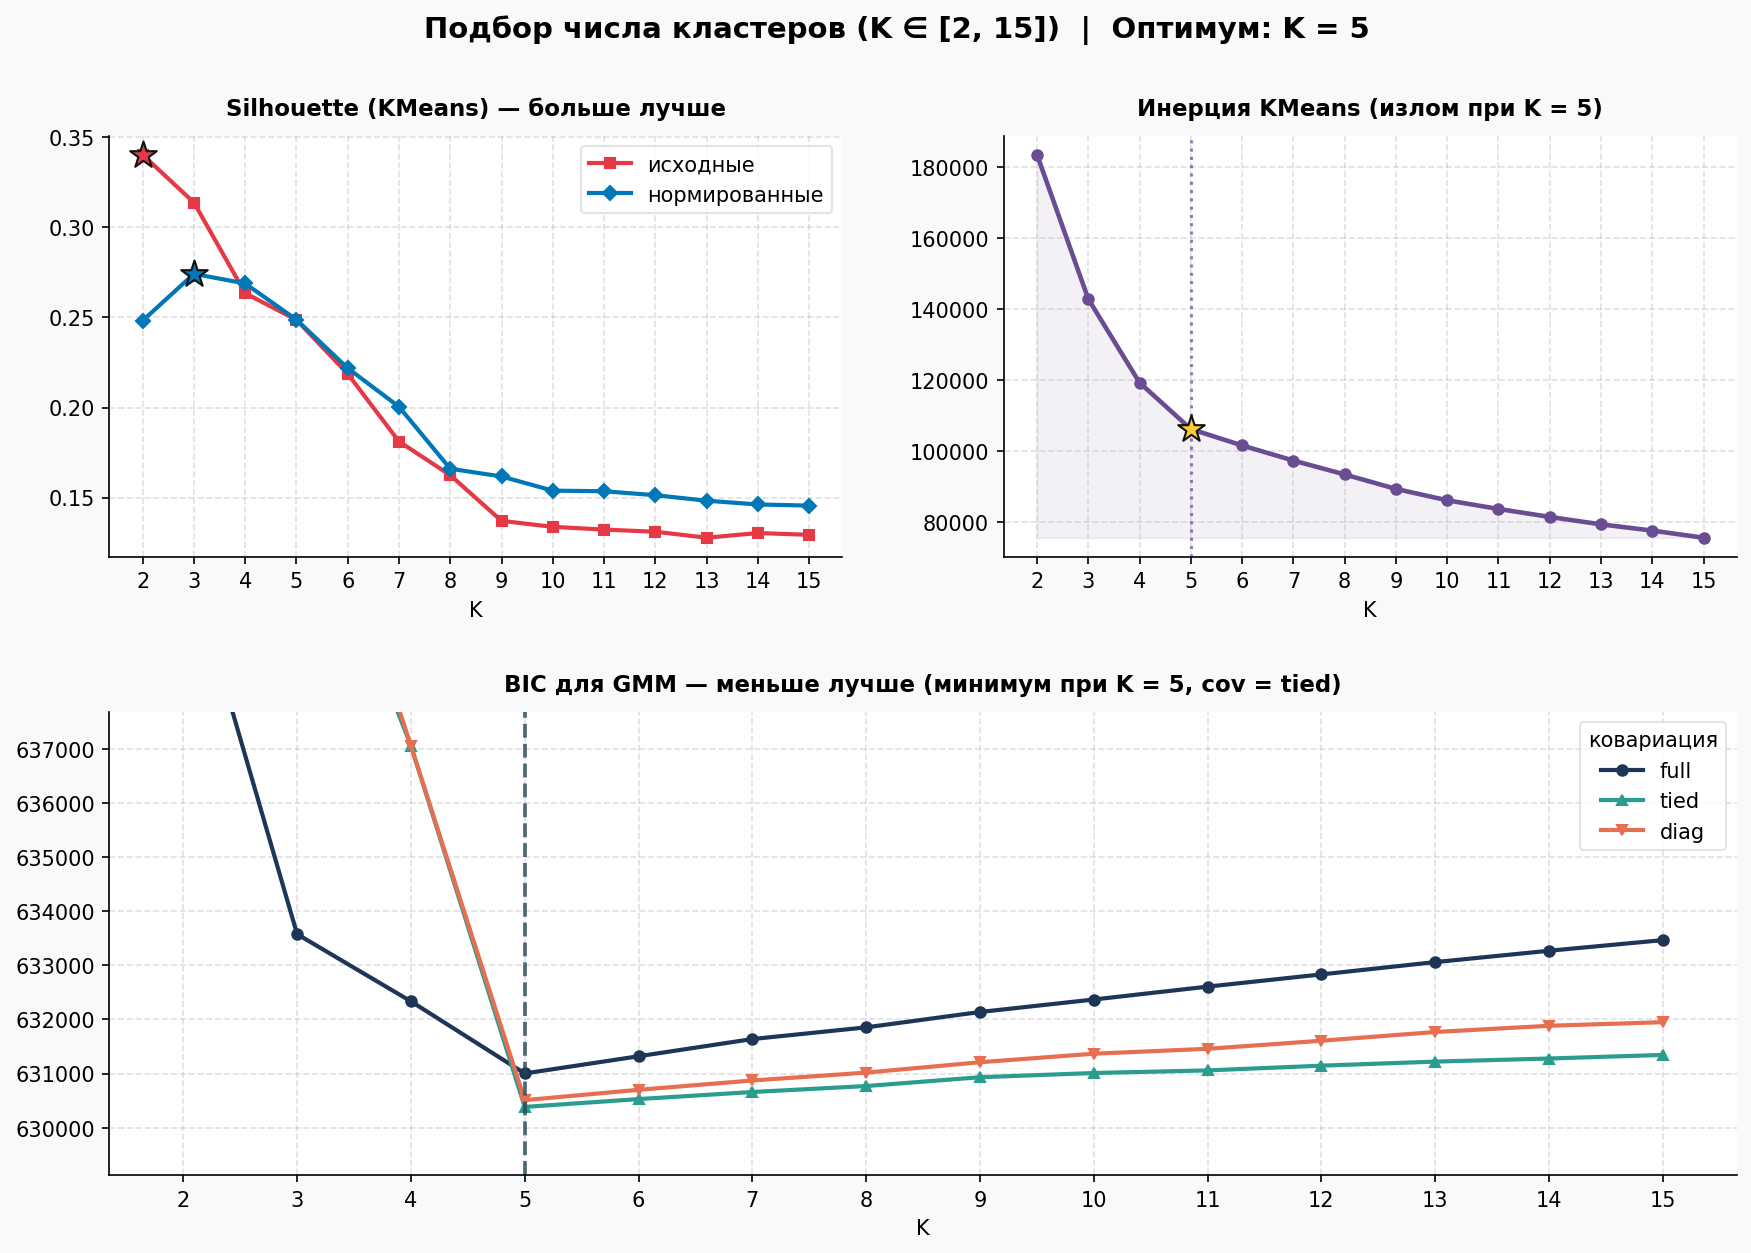 Подбор числа кластеров (K ∈ [2, 15])  |  Оптимум: K = 5
Silhouette (KMeans) — больше лучше
0.35
0.30
0.25
0.20
0.15
исходные
нормированные
2 3 4 5 6 7 8 9 10 11 12 13 14 15
K
Инерция KMeans (излом при K = 5)
180000
160000
140000
120000
100000
80000
2 3 4 5 6 7 8 9 10 11 12 13 14 15
K
BIC для GMM — меньше лучше (минимум при K = 5, cov = tied)
637000
636000
635000
634000
633000
632000
631000
630000
ковариация
full
tied
diag
2 3 4 5 6 7 8 9 10 11 12 13 14 15
K